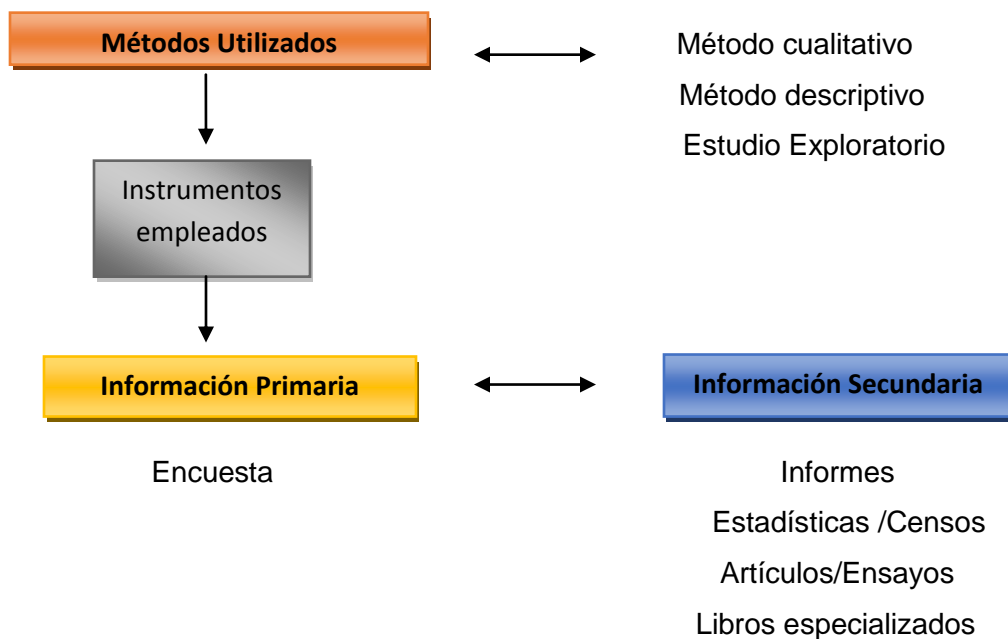 Métodos Utilizados
Método cualitativo
Método descriptivo
Estudio Exploratorio
Instrumentos
empleados
Información Primaria
Información Secundaria
Encuesta
Informes
Estadísticas /Censos
Artículos/Ensayos
Libros especializados